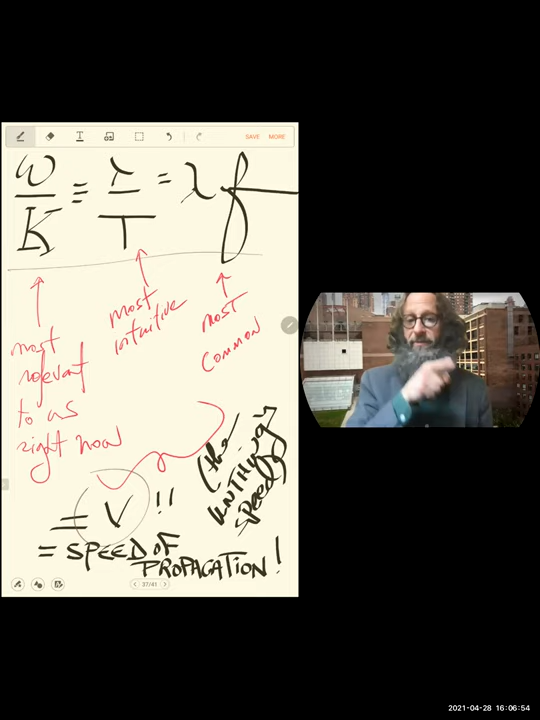 SAVE MORE
ω/K ≡ λ/T = λf
most relevant to us right now
most intuitive
most common
(the
speed)
= V !!
= SPEED OF PROPAGATION!
37/41
2021-04-28 16:06:54